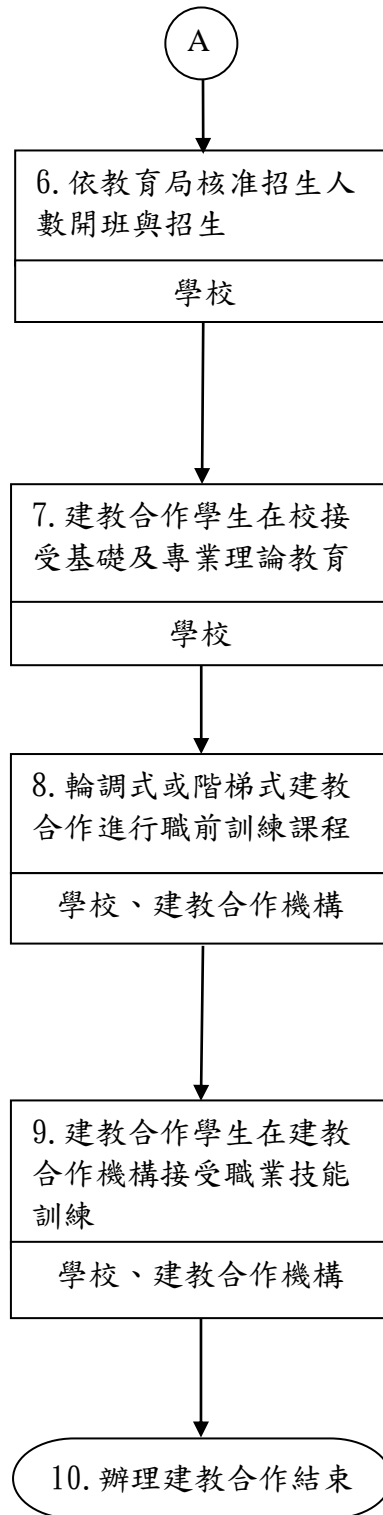 A
6.依教育局核准招生人
數開班與招生
學校
7.建教合作學生在校接
受基礎及專業理論教育
學校
8.輪調式或階梯式建教
合作進行職前訓練課程
學校、建教合作機構
9.建教合作學生在建教
合作機構接受職業技能
訓練
學校、建教合作機構
10.辦理建教合作結束